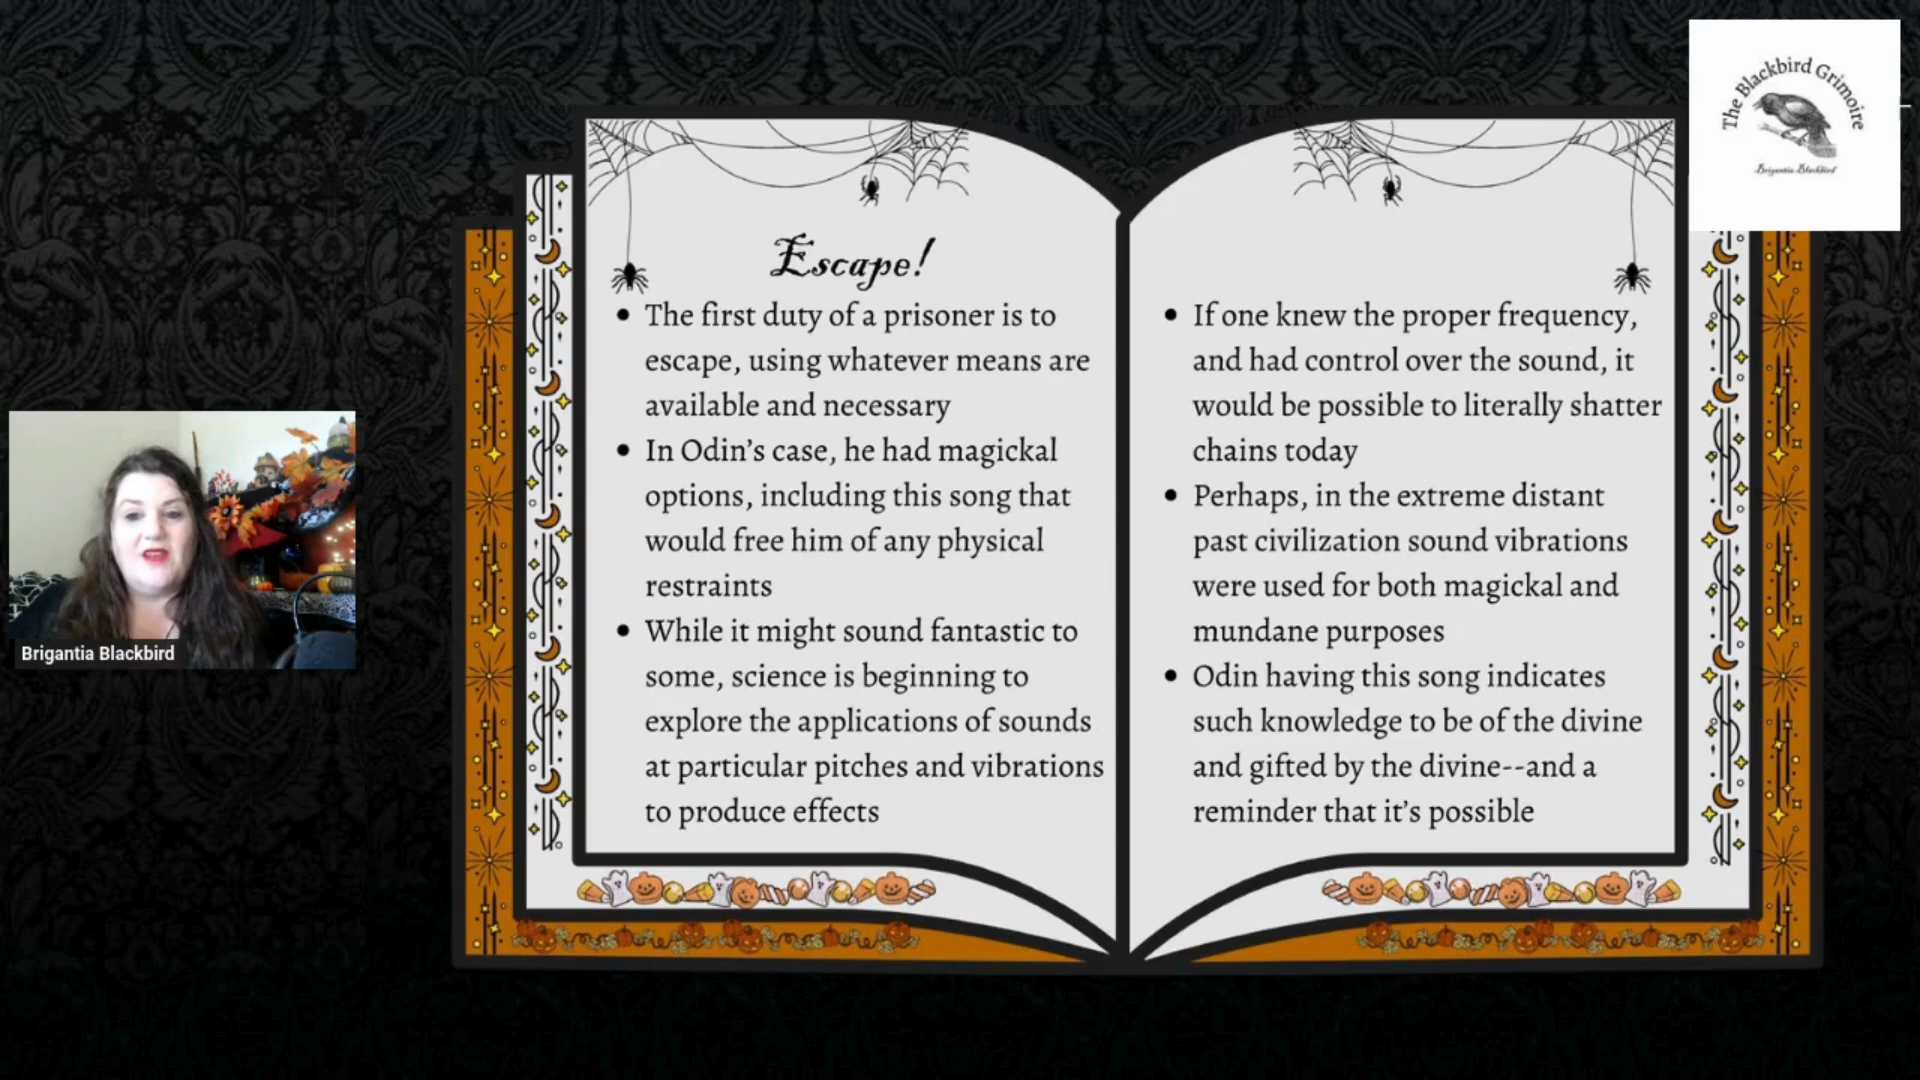 The Blackbird Grimoire
Brigantia Blackbird
Escape!
• The first duty of a prisoner is to
escape, using whatever means are
available and necessary
• In Odin's case, he had magickal
options, including this song that
would free him of any physical
restraints
• While it might sound fantastic to
some, science is beginning to
explore the applications of sounds
at particular pitches and vibrations
to produce effects
• If one knew the proper frequency,
and had control over the sound, it
would be possible to literally shatter
chains today
• Perhaps, in the extreme distant
past civilization sound vibrations
were used for both magickal and
mundane purposes
• Odin having this song indicates
such knowledge to be of the divine
and gifted by the divine--and a
reminder that it's possible
Brigantia Blackbird